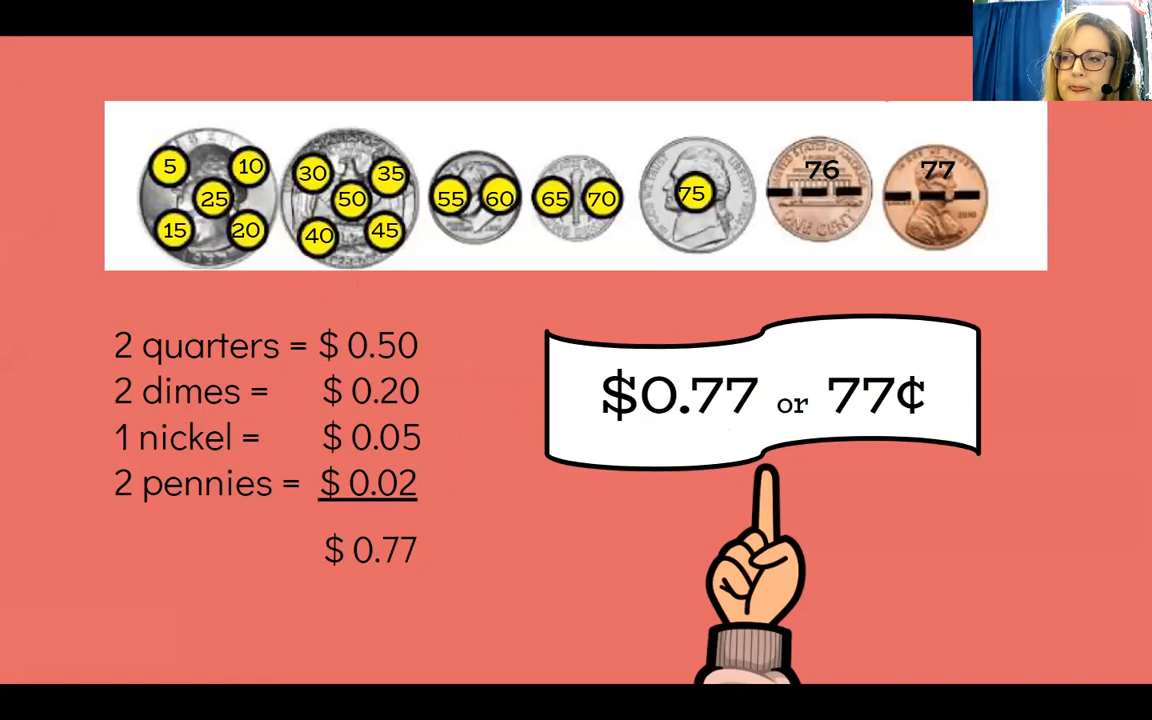 5 10 25 15 20
30 35 50 40 45
55 60
65 70
75
76
77
2 quarters = $ 0.50
2 dimes = $ 0.20
1 nickel = $ 0.05
2 pennies = $ 0.02
$ 0.77
$0.77 or 77¢
ONE CENT